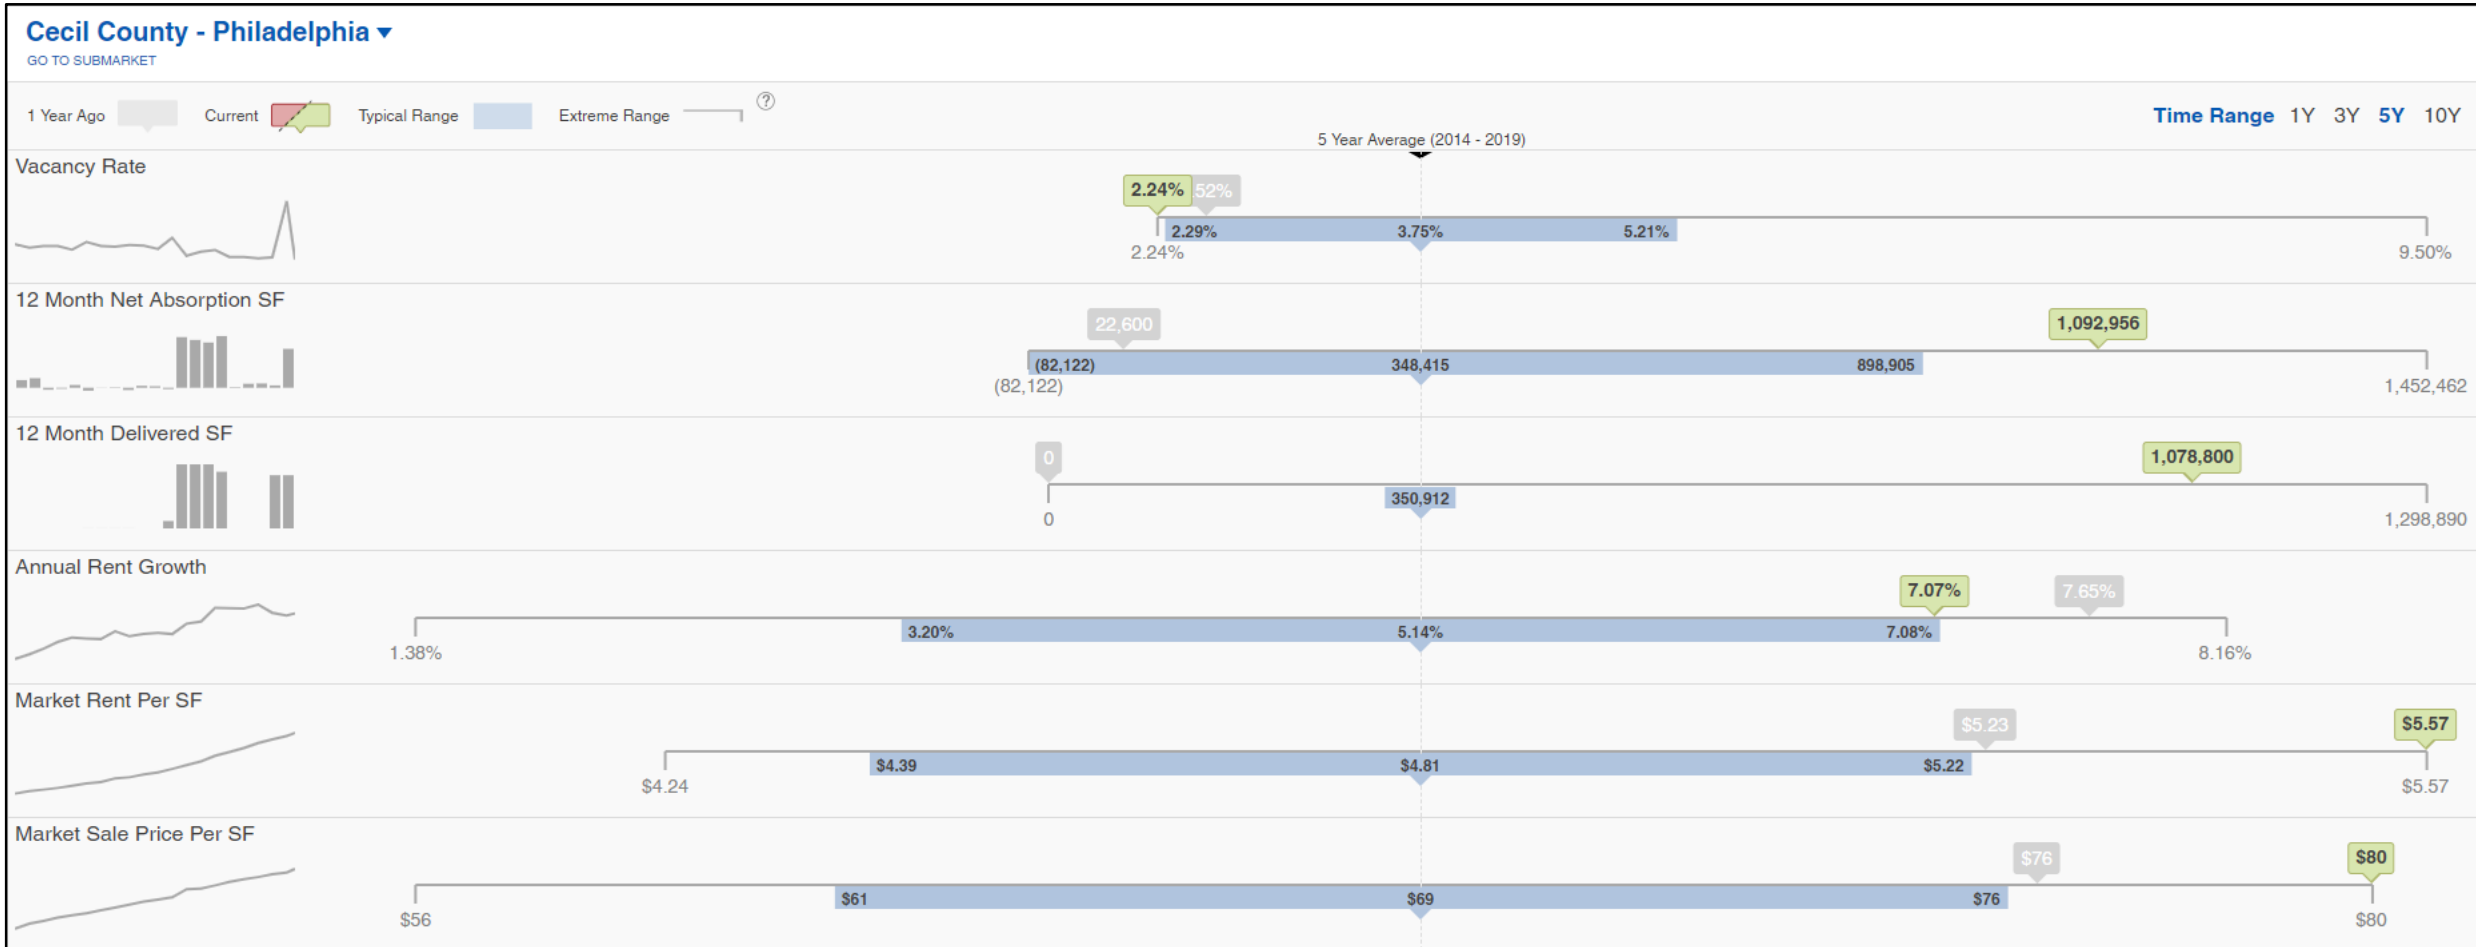 Cecil County - Philadelphia
GO TO SUBMARKET
1 Year Ago Current Typical Range Extreme Range ?
Time Range 1Y 3Y 5Y 10Y
5 Year Average (2014 - 2019)
Vacancy Rate
2.24% 52%
2.29% 3.75% 5.21%
2.24% 9.50%
12 Month Net Absorption SF
22,600 1,092,956
(82,122) 348,415 898,905
(82,122) 1,452,462
12 Month Delivered SF
0 1,078,800
350,912
0 1,298,890
Annual Rent Growth
7.07% 7.65%
3.20% 5.14% 7.08%
1.38% 8.16%
Market Rent Per SF
$5.23 $5.57
$4.39 $4.81 $5.22
$4.24 $5.57
Market Sale Price Per SF
$76 $80
$61 $69 $76
$56 $80